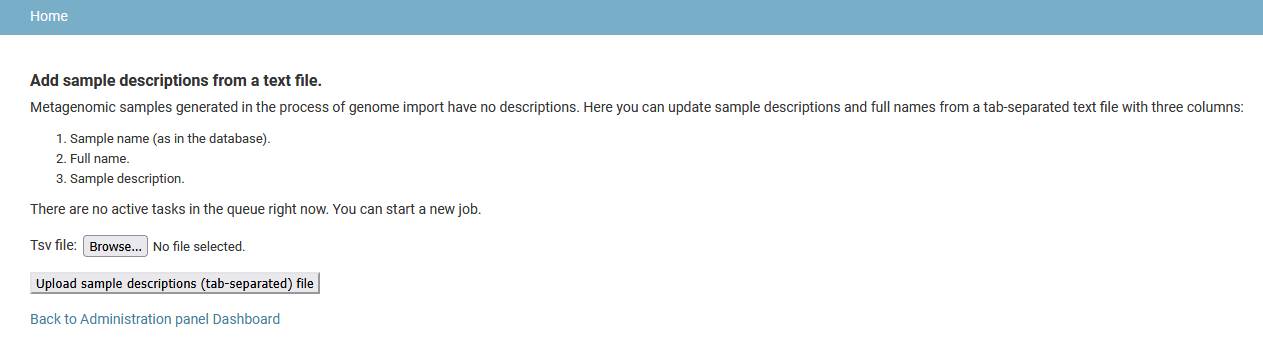 Home
Add sample descriptions from a text file.
Metagenomic samples generated in the process of genome import have no descriptions. Here you can update sample descriptions and full names from a tab-separated text file with three columns:
1. Sample name (as in the database).
2. Full name.
3. Sample description.
There are no active tasks in the queue right now. You can start a new job.
Tsv file: Browse... No file selected.
Upload sample descriptions (tab-separated) file
Back to Administration panel Dashboard